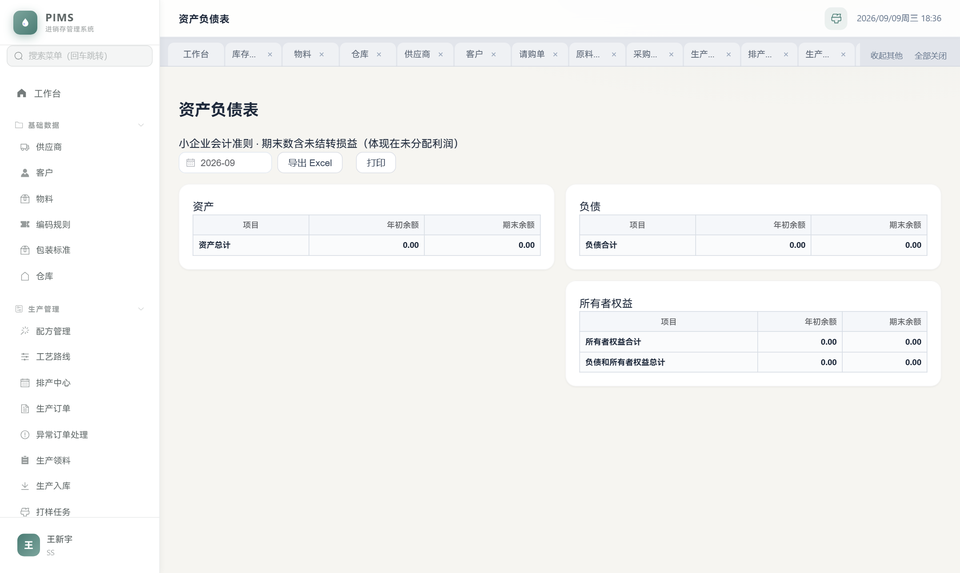 PIMS
进销存管理系统
搜索菜单 (回车跳转)
工作台
基础数据
供应商
客户
物料
编码规则
包装标准
仓库
生产管理
配方管理
工艺路线
排产中心
生产订单
异常订单处理
生产领料
生产入库
打样任务
王
王新宇
SS
资产负债表
2026/09/09周三 18:36
工作台
库存... ×
物料 ×
仓库 ×
供应商 ×
客户 ×
请购单 ×
原料... ×
采购... ×
生产... ×
排产... ×
生产... ×
收起其他
全部关闭
资产负债表
小企业会计准则 · 期末数含未结转损益（体现在未分配利润）
2026-09
导出 Excel
打印
资产
项目 年初余额 期末余额
资产总计 0.00 0.00
负债
项目 年初余额 期末余额
负债合计 0.00 0.00
所有者权益
项目 年初余额 期末余额
所有者权益合计 0.00 0.00
负债和所有者权益总计 0.00 0.00